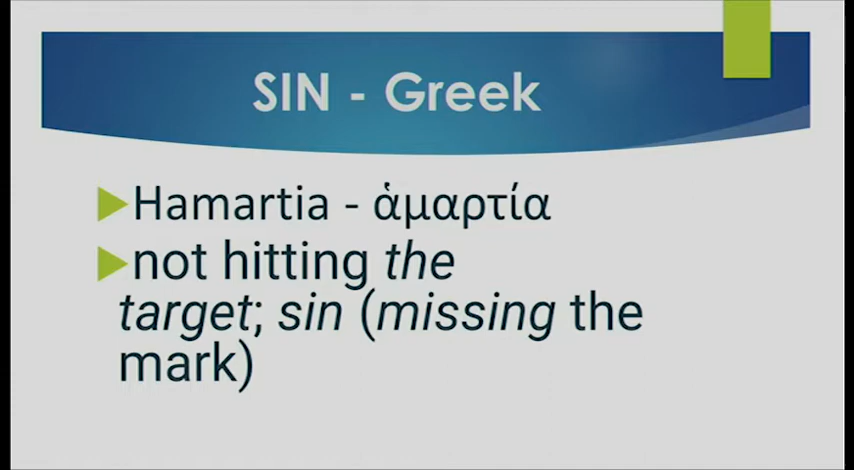 SIN - Greek
Hamartia - ἁμαρτία
not hitting the
target; sin (missing the
mark)